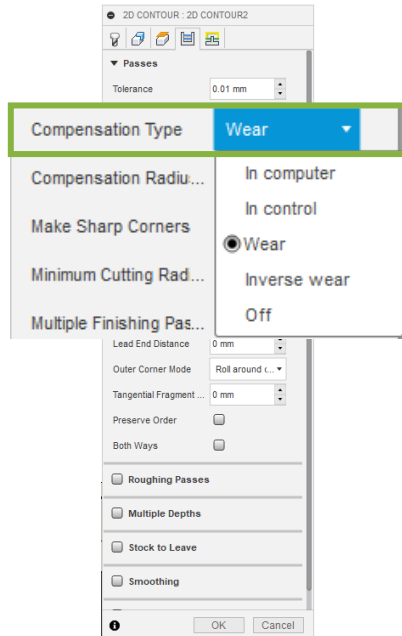 2D CONTOUR : 2D CONTOUR2
Passes
Tolerance 0.01 mm
Compensation Type Wear
Compensation Radiu... In computer
In control
Make Sharp Corners
Wear
Minimum Cutting Rad... Inverse wear
Off
Multiple Finishing Pas...
Lead End Distance 0 mm
Outer Corner Mode Roll around c...
Tangential Fragment ... 0 mm
Preserve Order
Both Ways
Roughing Passes
Multiple Depths
Stock to Leave
Smoothing
OK Cancel